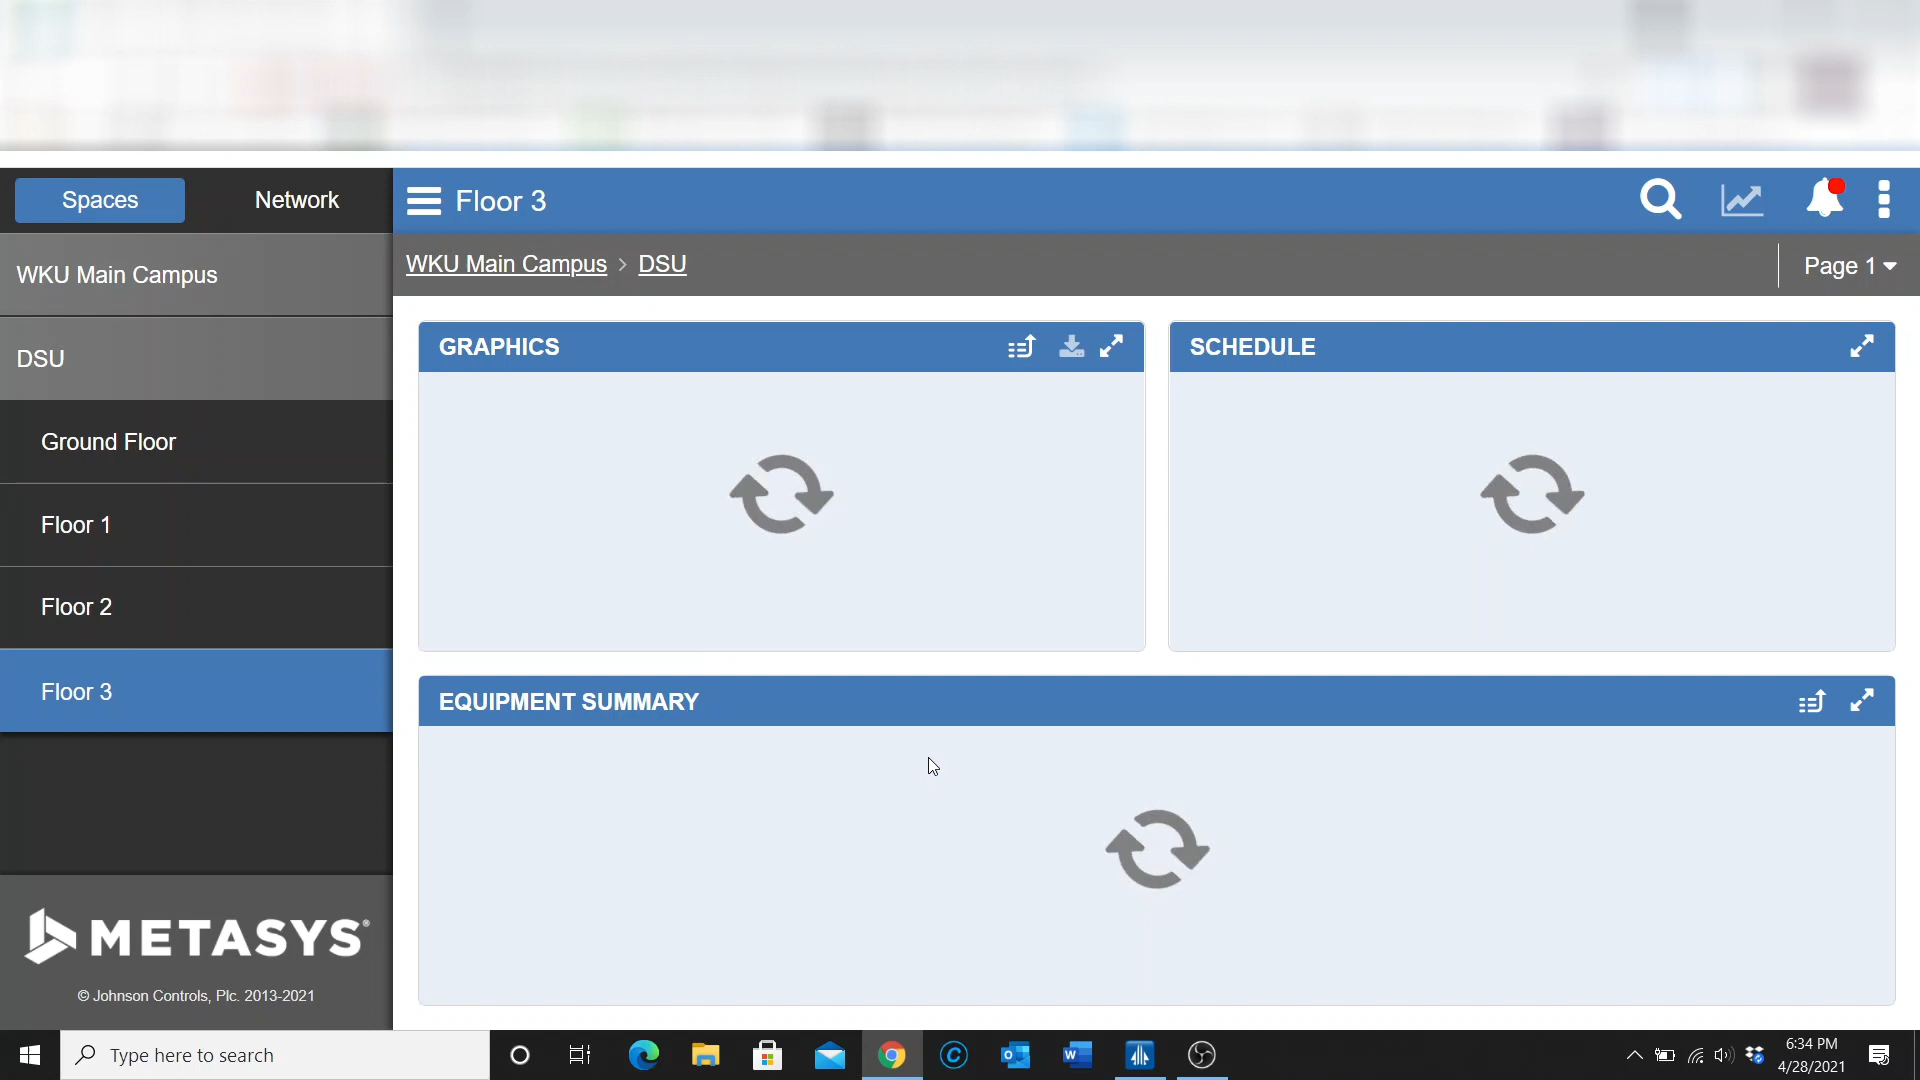 Spaces
Network
Floor 3
WKU Main Campus
WKU Main Campus > DSU
Page 1
DSU
GRAPHICS
SCHEDULE
Ground Floor
Floor 1
Floor 2
Floor 3
EQUIPMENT SUMMARY
METASYS®
© Johnson Controls, Plc. 2013-2021
Type here to search
6:34 PM
4/28/2021